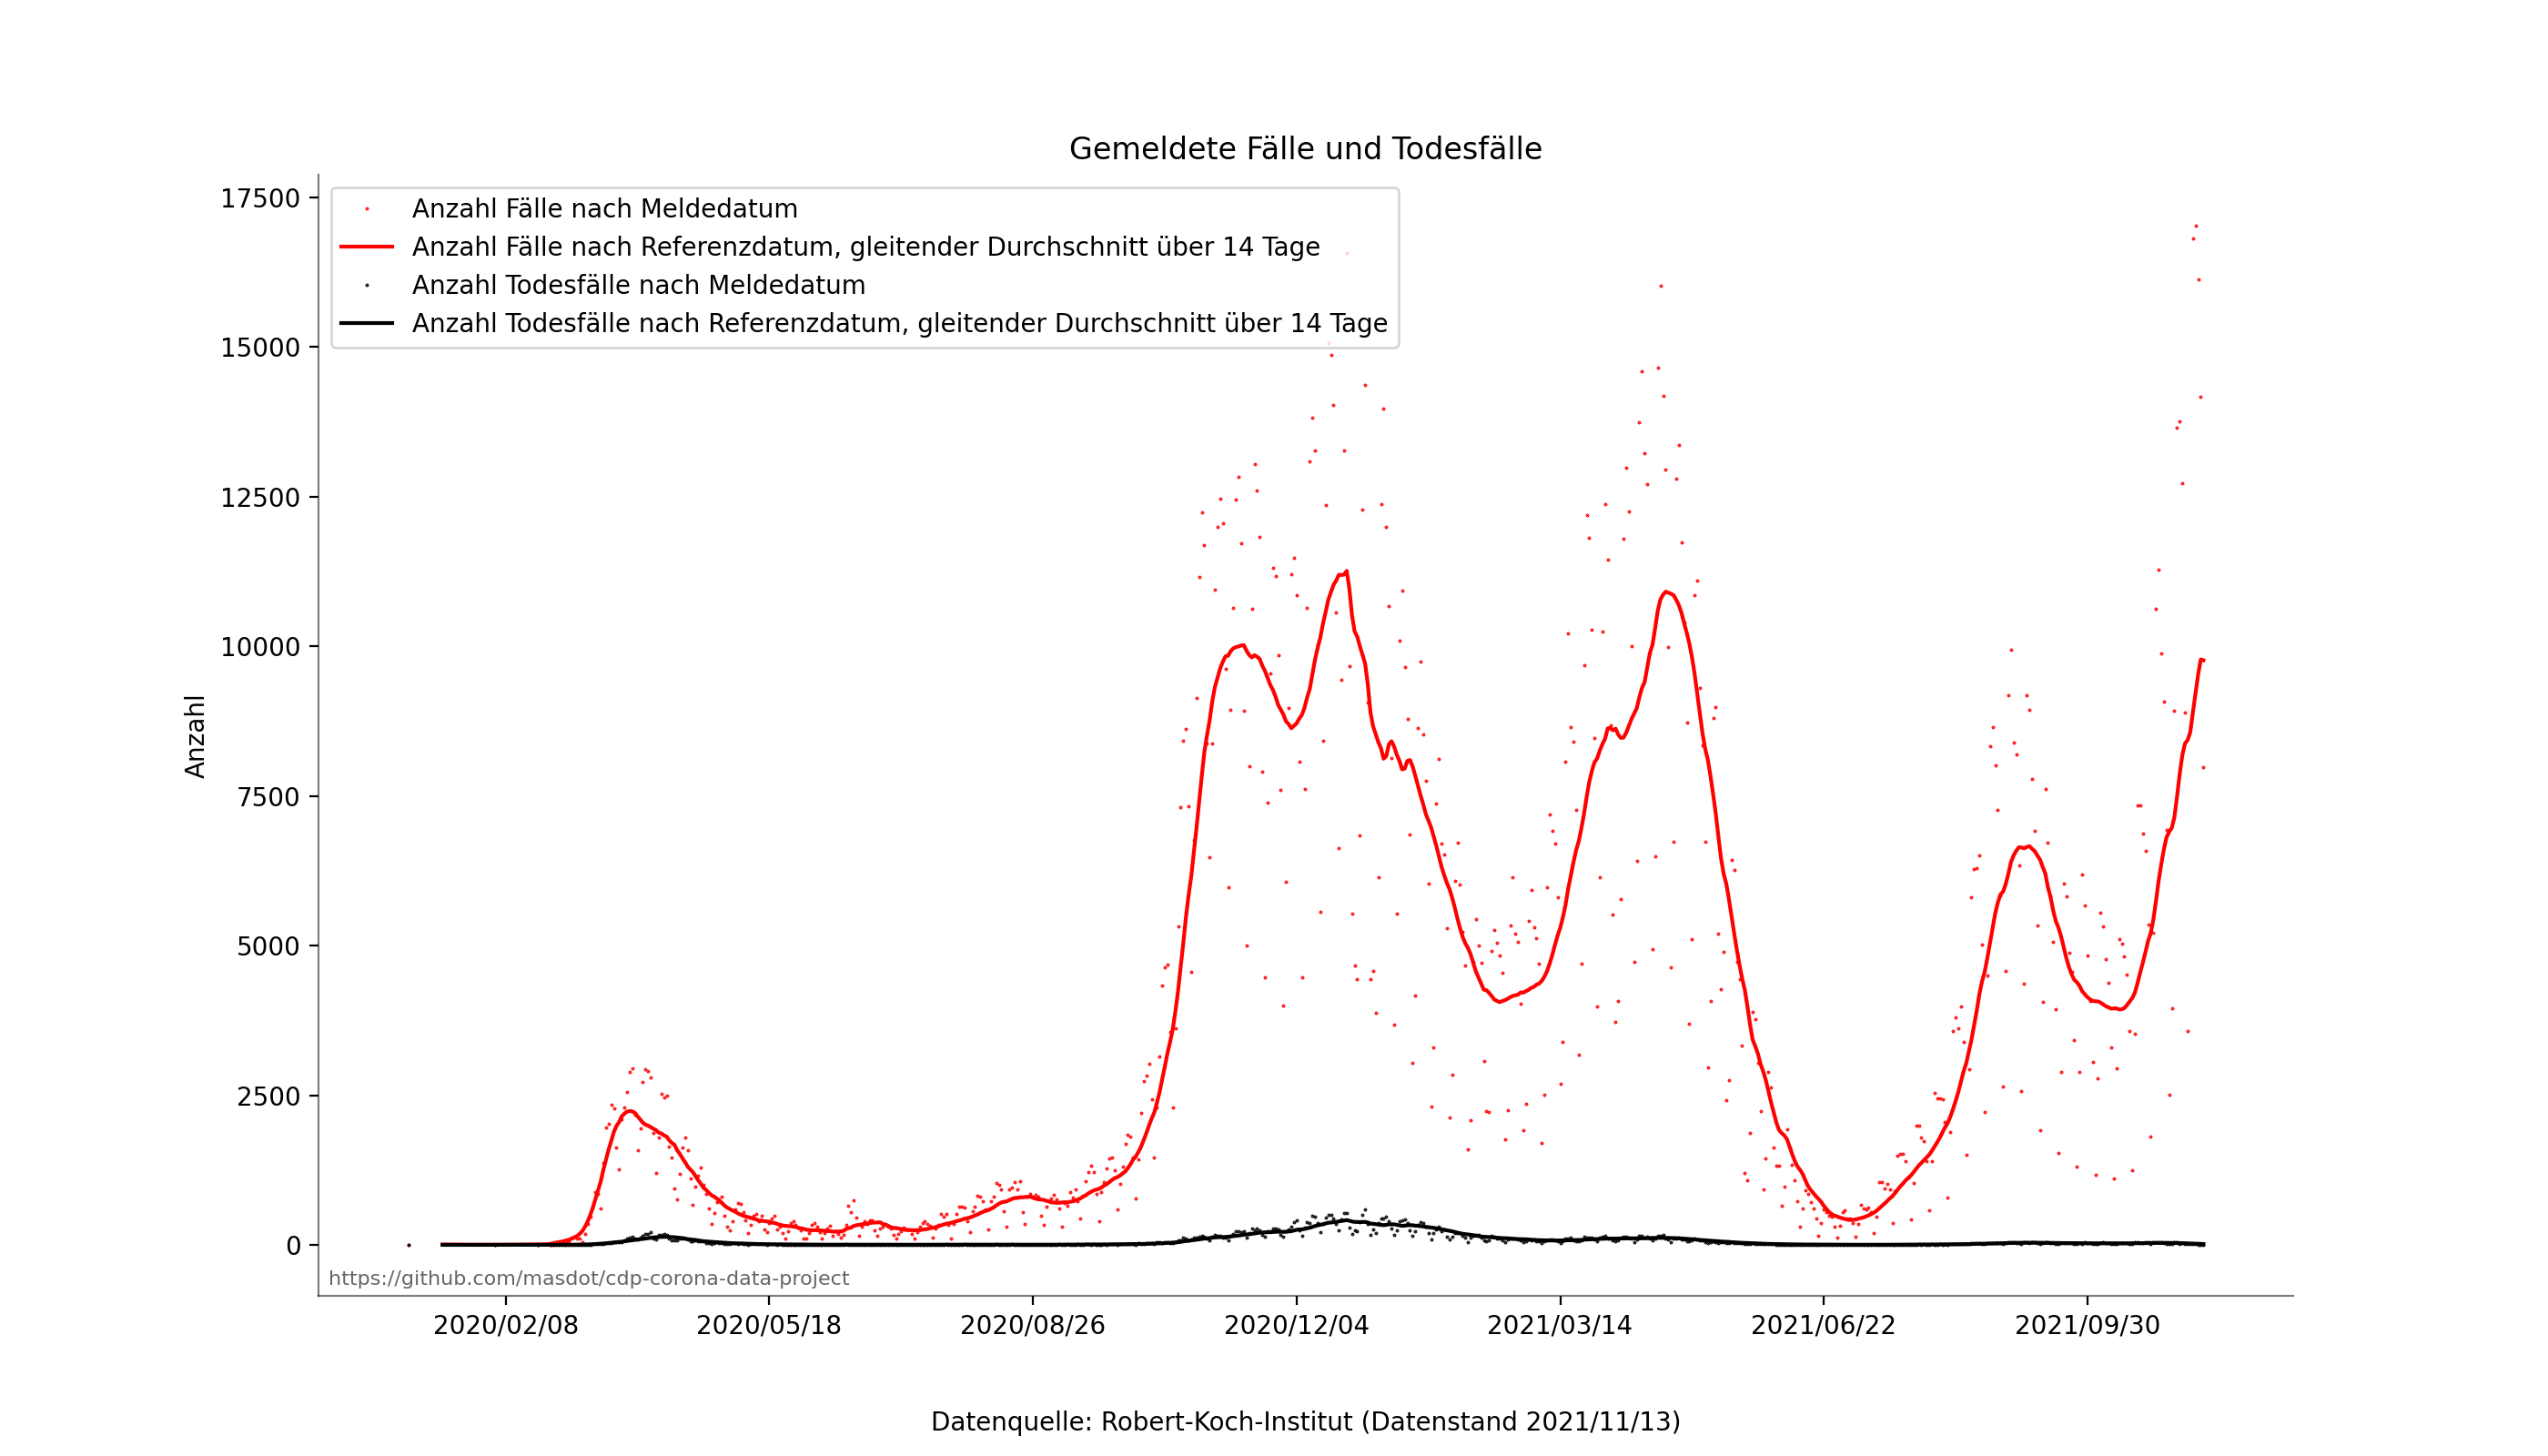 Gemeldete Fälle und Todesfälle
Anzahl Fälle nach Meldedatum
Anzahl Fälle nach Referenzdatum, gleitender Durchschnitt über 14 Tage
Anzahl Todesfälle nach Meldedatum
Anzahl Todesfälle nach Referenzdatum, gleitender Durchschnitt über 14 Tage
17500
15000
12500
10000
7500
5000
2500
0
Anzahl
https://github.com/masdot/cdp-corona-data-project
2020/02/08 2020/05/18 2020/08/26 2020/12/04 2021/03/14 2021/06/22 2021/09/30
Datenquelle: Robert-Koch-Institut (Datenstand 2021/11/13)